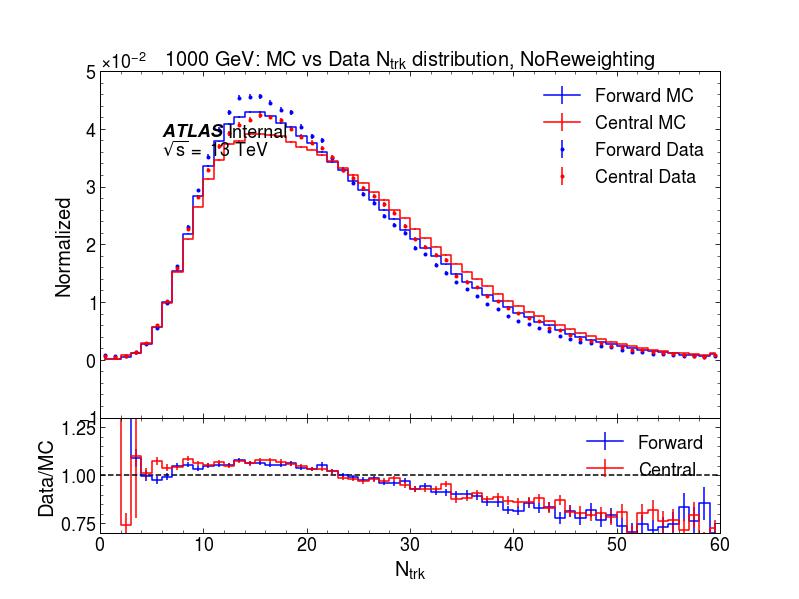 ×10⁻² 1000 GeV: MC vs Data N_trk distribution, NoReweighting
5
4
3
2
1
0
−1
Normalized
ATLAS Internal
√s = 13 TeV
Forward MC
Central MC
Forward Data
Central Data
1.25
1.00
0.75
Data/MC
Forward
Central
0 10 20 30 40 50 60
N_trk